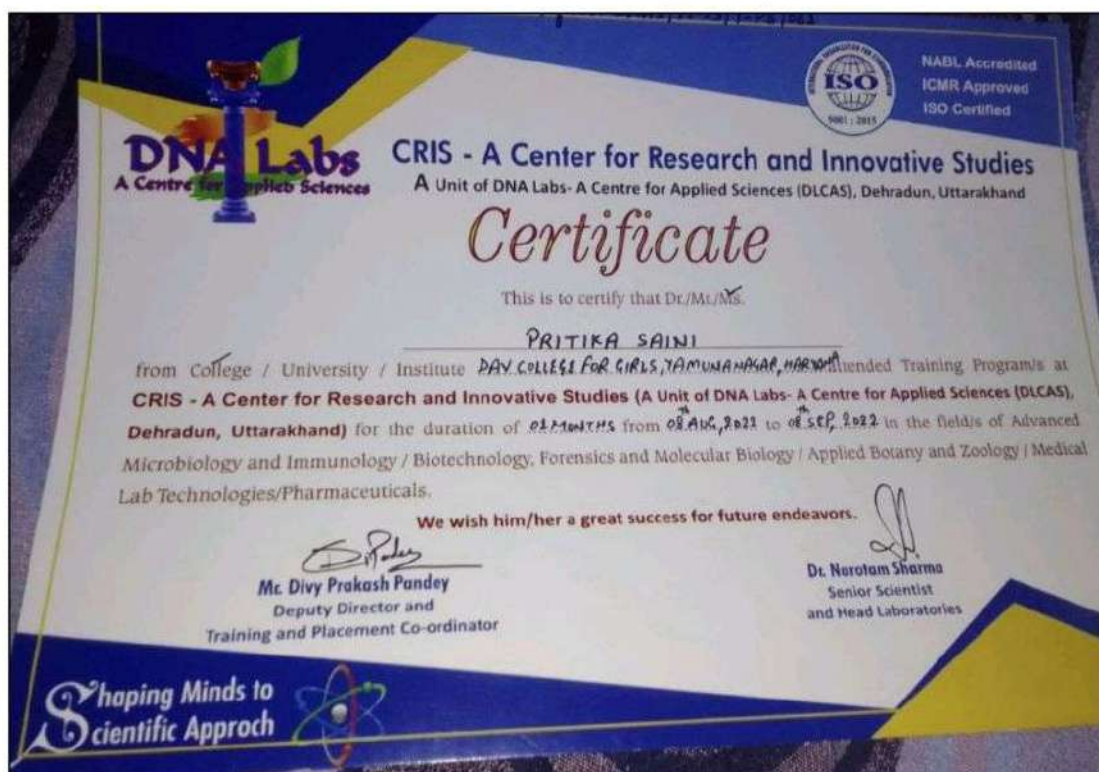 NABL Accredited
ICMR Approved
ISO Certified
ISO
9001 : 2015
DNA Labs
A Centre for Applied Sciences
CRIS - A Center for Research and Innovative Studies
A Unit of DNA Labs- A Centre for Applied Sciences (DLCAS), Dehradun, Uttarakhand
Certificate
This is to certify that Dr./Mr./Ms.
PRITIKA SAINI
from College / University / Institute DAV COLLEGE FOR GIRLS, YAMUNANAGAR, HARYANA attended Training Program/s at
CRIS - A Center for Research and Innovative Studies (A Unit of DNA Labs- A Centre for Applied Sciences (DLCAS),
Dehradun, Uttarakhand) for the duration of 01 MONTHS from 08th AUG, 2022 to 08th SEP, 2022 in the field/s of Advanced
Microbiology and Immunology / Biotechnology, Forensics and Molecular Biology / Applied Botany and Zoology / Medical
Lab Technologies/Pharmaceuticals.
We wish him/her a great success for future endeavors.
Mr. Divy Prakash Pandey
Deputy Director and
Training and Placement Co-ordinator
Dr. Narotam Sharma
Senior Scientist
and Head Laboratories
Shaping Minds to
Scientific Approch